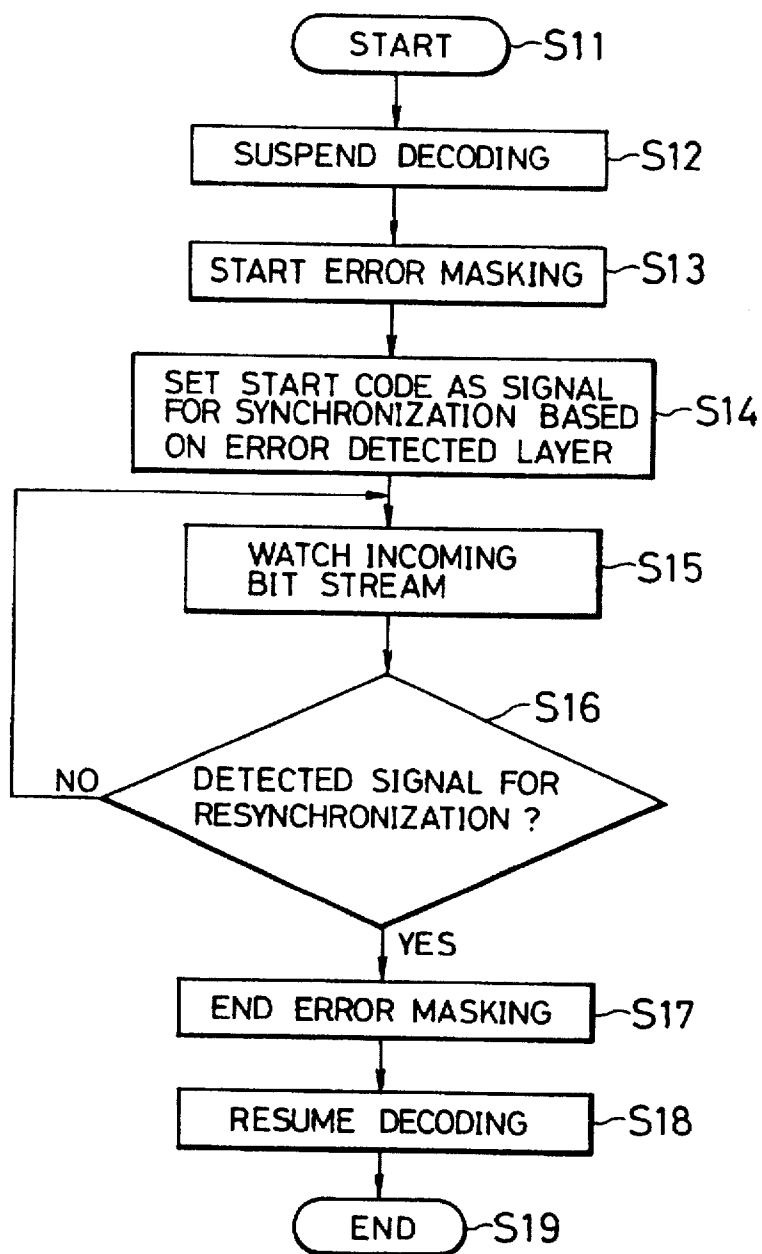 START S11
SUSPEND DECODING S12
START ERROR MASKING S13
SET START CODE AS SIGNAL
FOR SYNCHRONIZATION BASED
ON ERROR DETECTED LAYER
S14
WATCH INCOMING
BIT STREAM
S15
S16
NO
DETECTED SIGNAL FOR
RESYNCHRONIZATION ?
YES
END ERROR MASKING S17
RESUME DECODING S18
END S19